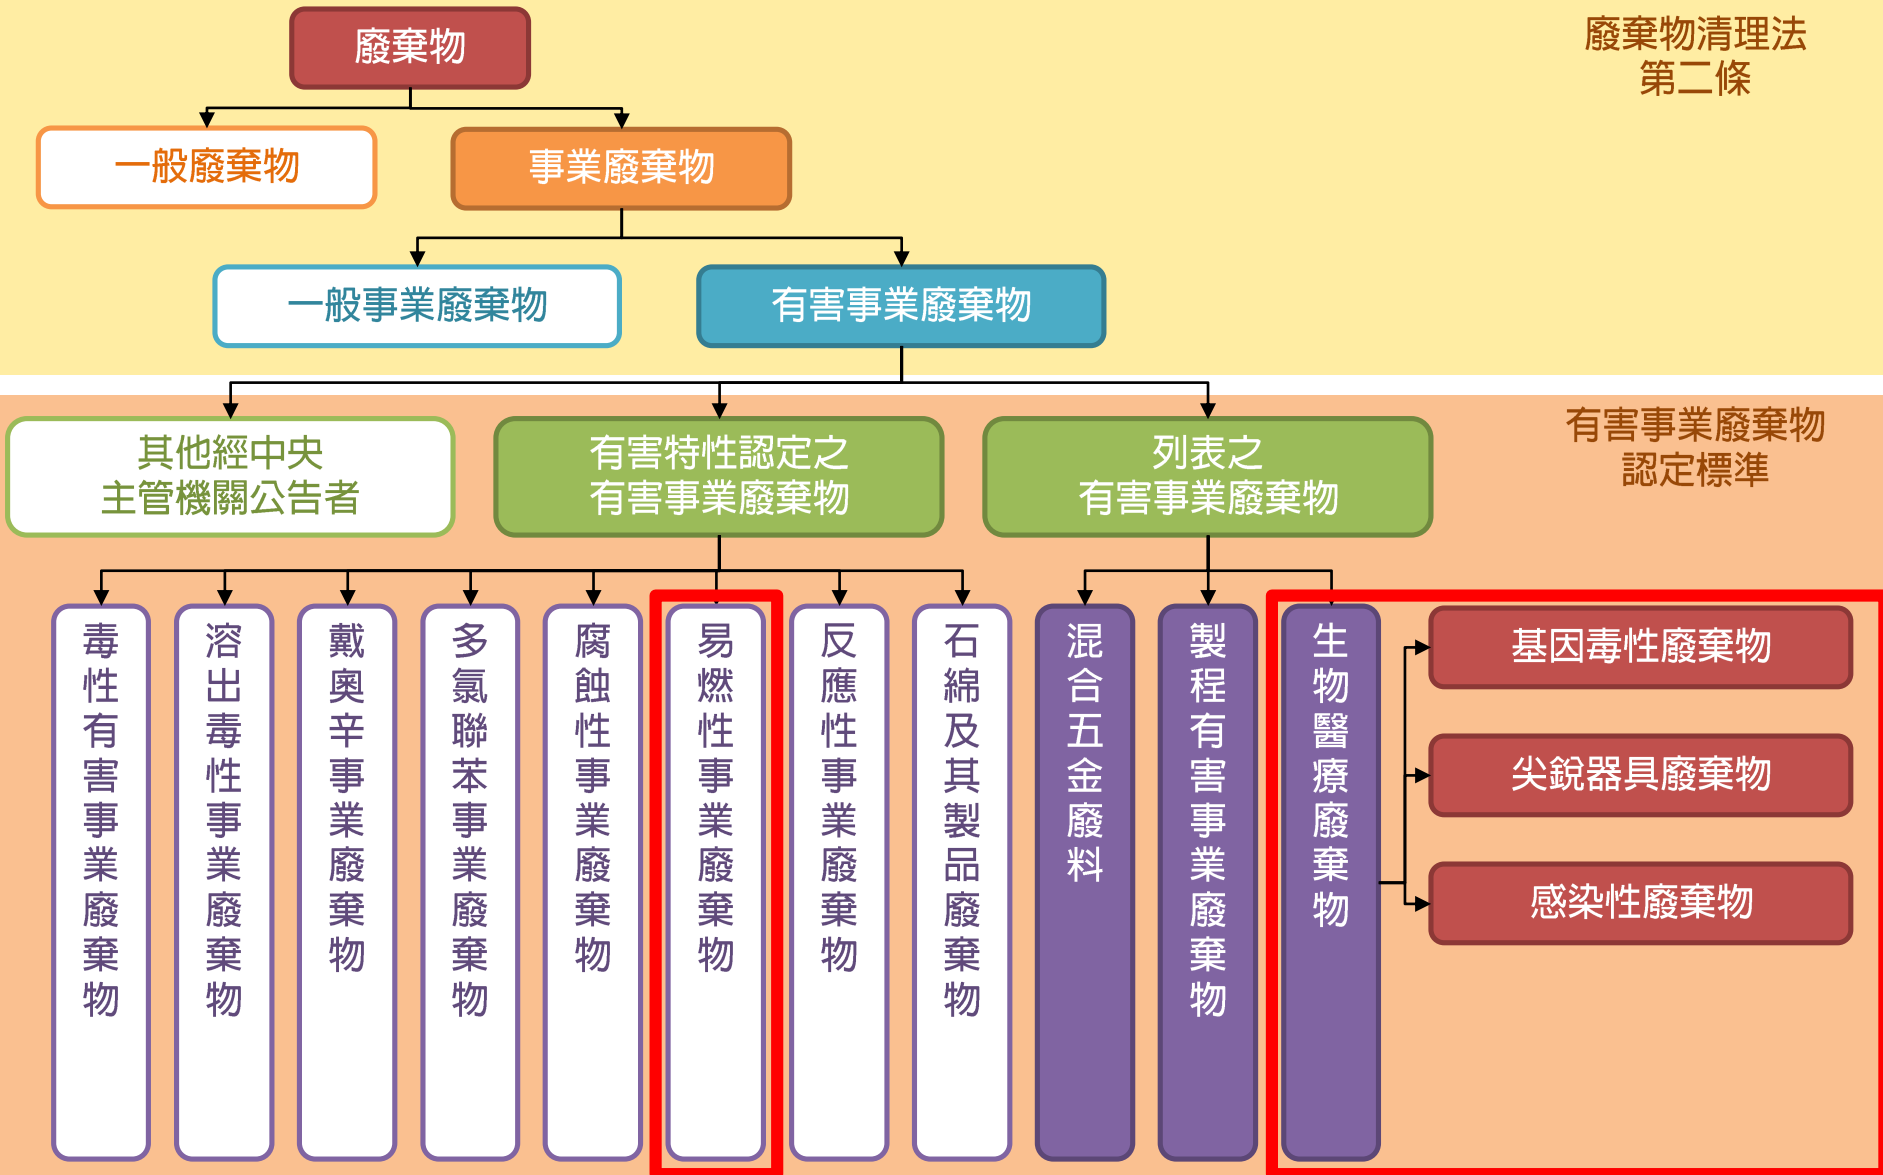 廢棄物
廢棄物清理法
第二條
一般廢棄物
事業廢棄物
一般事業廢棄物
有害事業廢棄物
其他經中央
主管機關公告者
有害特性認定之
有害事業廢棄物
列表之
有害事業廢棄物
有害事業廢棄物
認定標準
毒性有害事業廢棄物
溶出毒性事業廢棄物
戴奧辛事業廢棄物
多氯聯苯事業廢棄物
腐蝕性事業廢棄物
易燃性事業廢棄物
反應性事業廢棄物
石綿及其製品廢棄物
混合五金廢料
製程有害事業廢棄物
生物醫療廢棄物
基因毒性廢棄物
尖銳器具廢棄物
感染性廢棄物